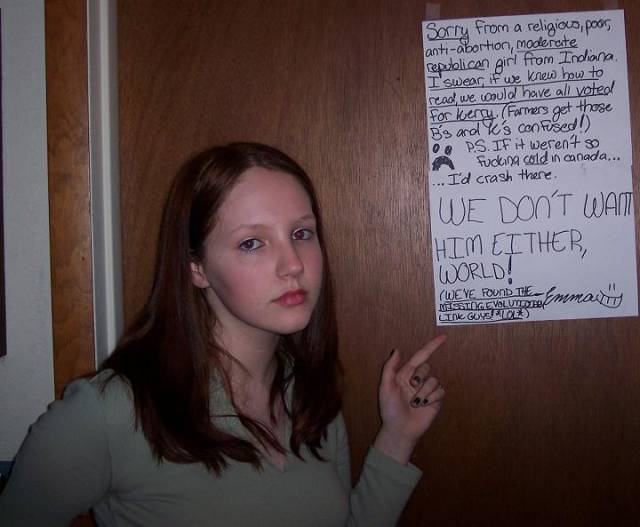 Sorry from a religious, poor,
anti-abortion, moderate
republican girl from Indiana.
I swear, if we knew how to
read, we would have all voted
for kerry. (Farmers get those
B's and K's confused!)
P.S. IF it weren't so
Fucking cold in canada...
... I'd crash there.
WE DON'T WANT
HIM EITHER,
WORLD!
(WE'VE FOUND THE
MISSING EVOLUTION
LINK GUYS! *LOL*)
Emma